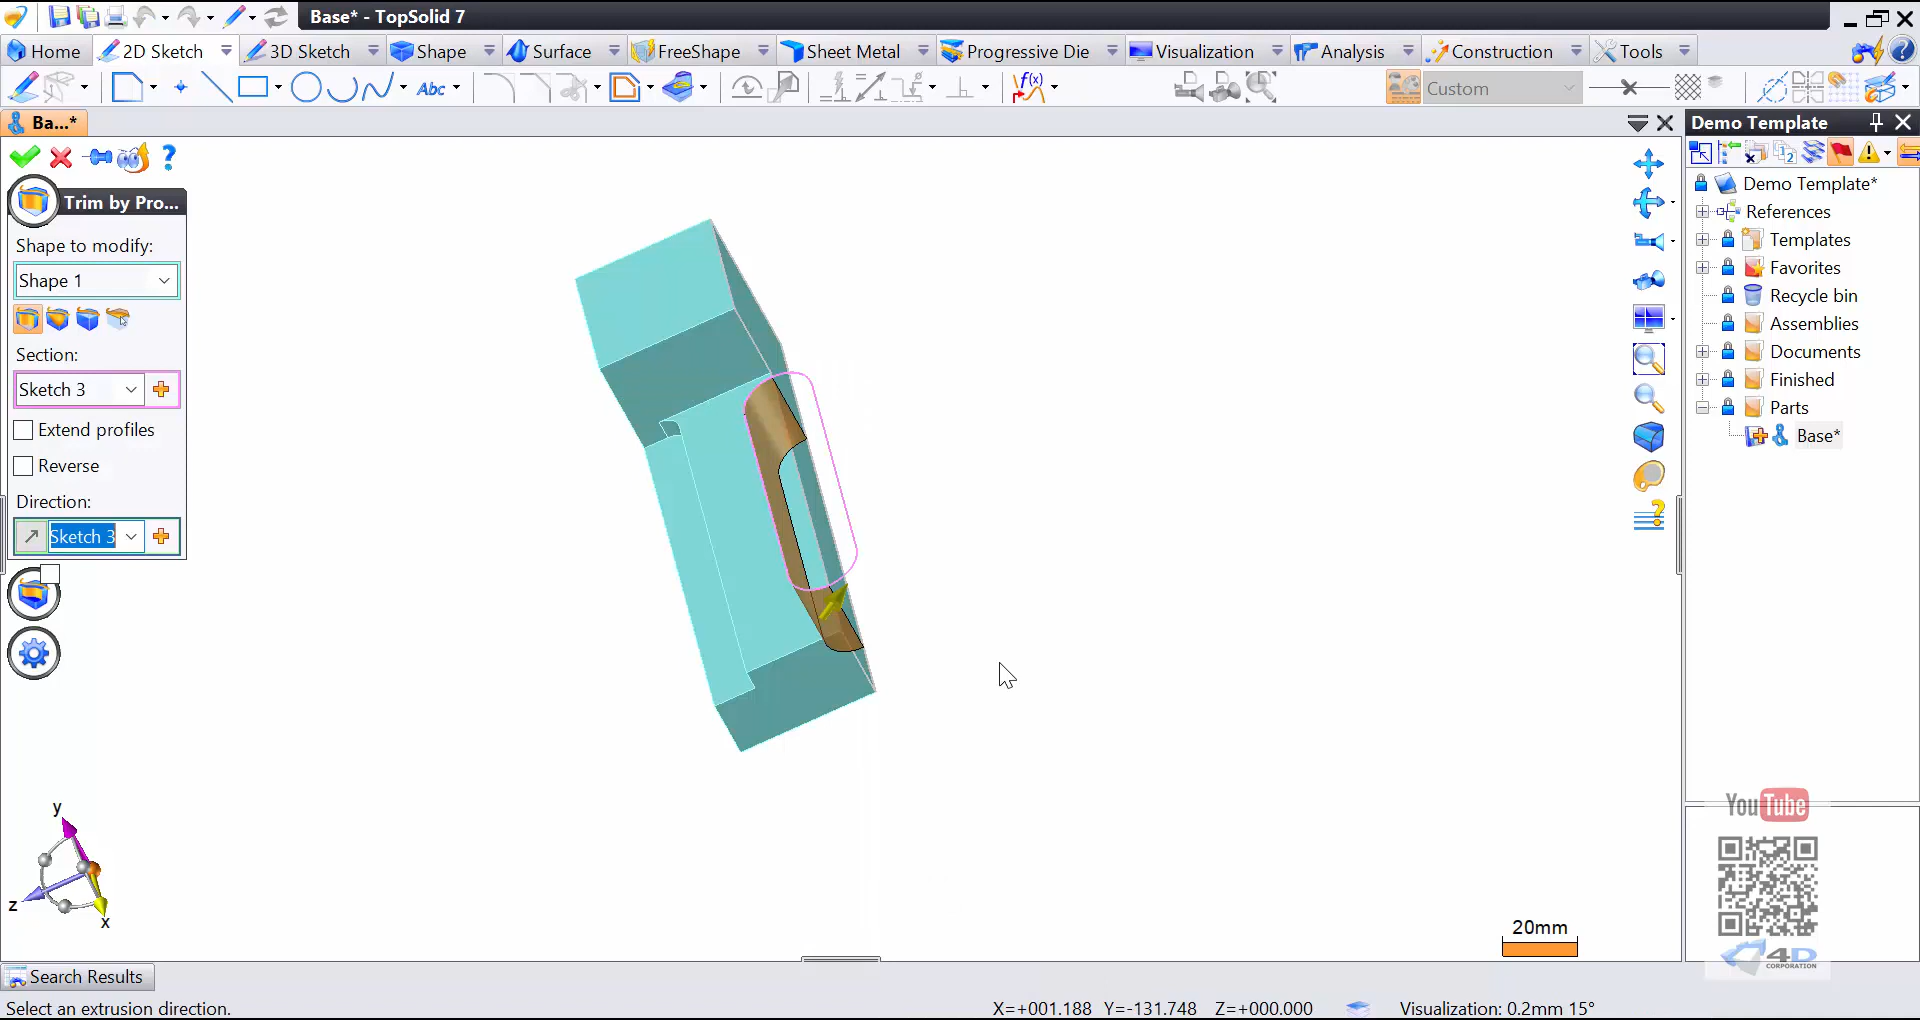 Base* - TopSolid 7
Home
2D Sketch
3D Sketch
Shape
Surface
FreeShape
Sheet Metal
Progressive Die
Visualization
Analysis
Construction
Tools
Abc
f(x)
Custom
Ba...*
Demo Template
Trim by Pro...
Shape to modify:
Shape 1
Section:
Sketch 3
Extend profiles
Reverse
Direction:
Sketch 3
Demo Template*
References
Templates
Favorites
Recycle bin
Assemblies
Documents
Finished
Parts
Base*
y
z
x
20mm
YouTube
4D
CORPORATION
Search Results
Select an extrusion direction.
X=+001.188 Y=-131.748 Z=+000.000
Visualization: 0.2mm 15°